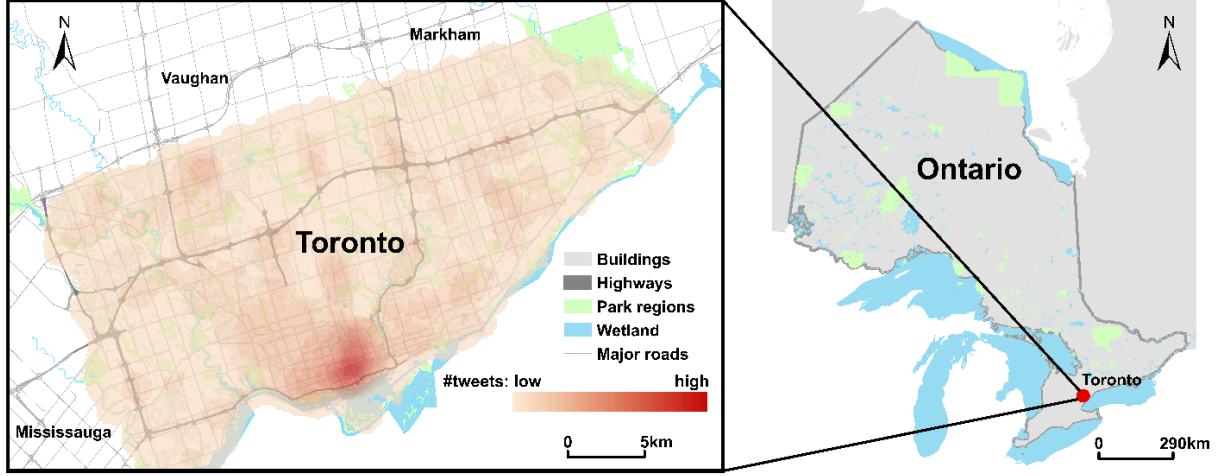 N
Markham
Vaughan
Toronto
Buildings
Highways
Park regions
Wetland
Major roads
#tweets: low high
Mississauga
0 5km
N
Ontario
Toronto
0 290km